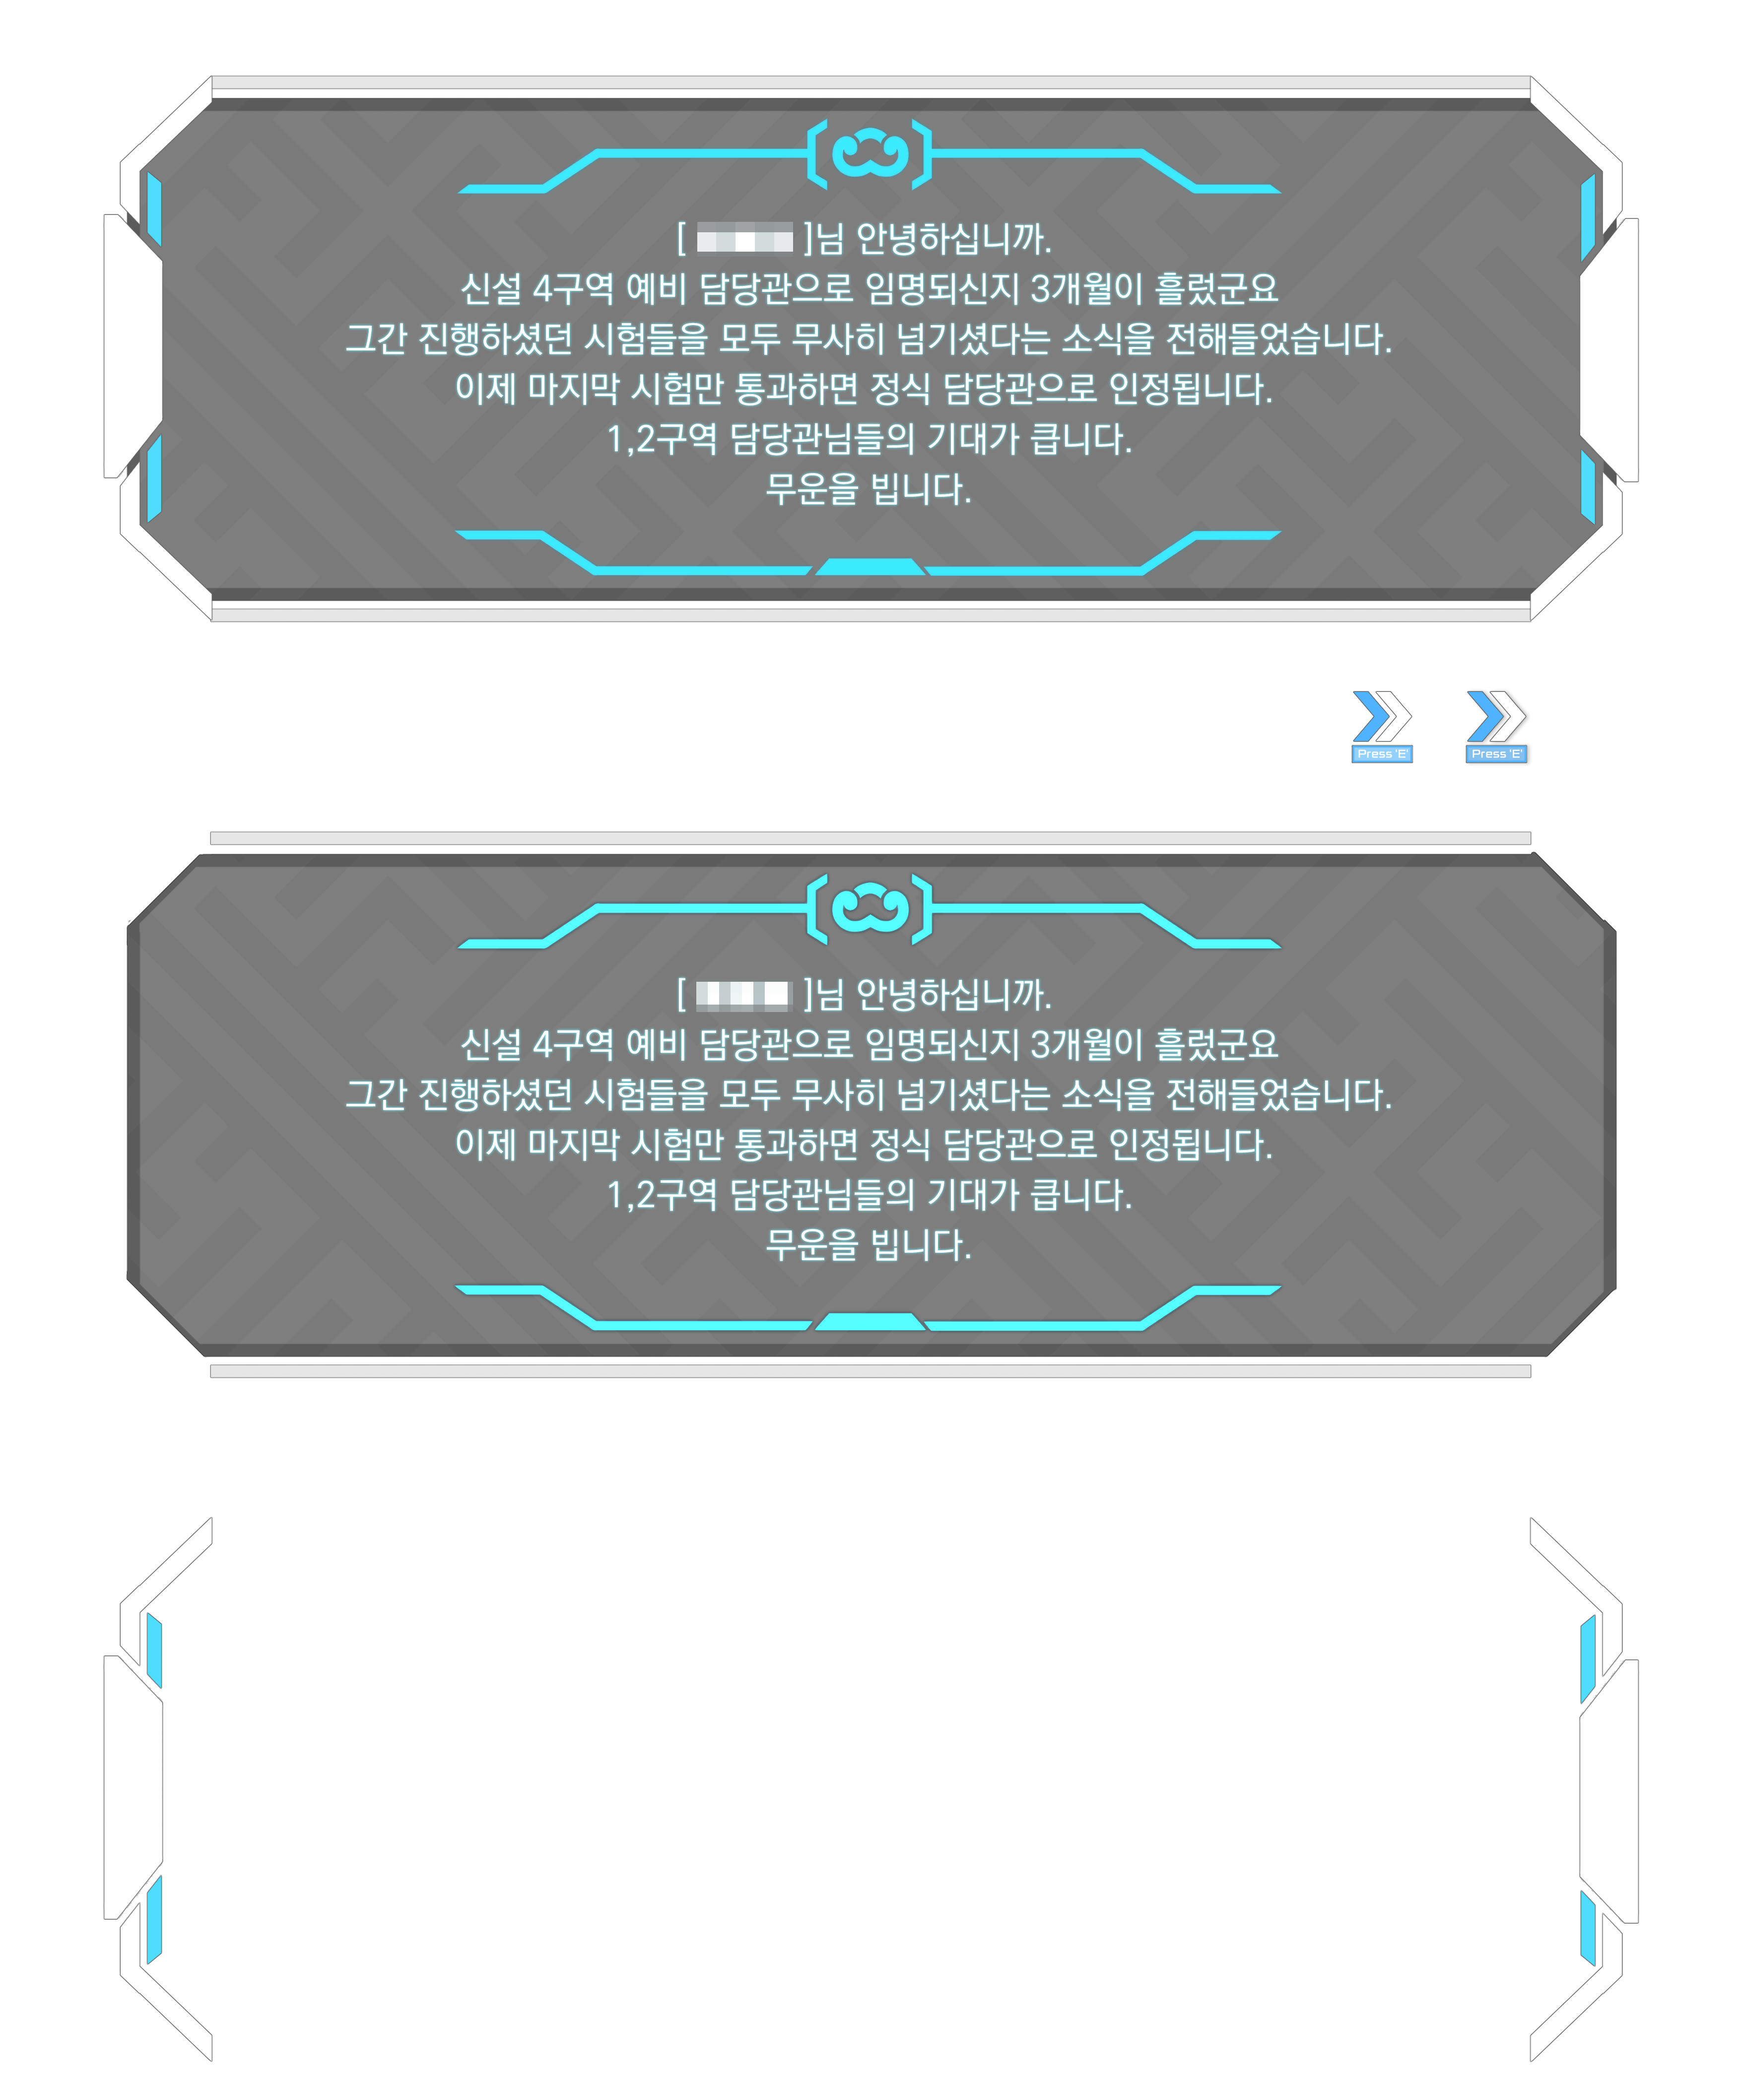 [ ]님 안녕하십니까.
신설 4구역 예비 담당관으로 임명되신지 3개월이 흘렀군요
그간 진행하셨던 시험들을 모두 무사히 넘기셨다는 소식을 전해들었습니다.
이제 마지막 시험만 통과하면 정식 담당관으로 인정됩니다.
1,2구역 담당관님들의 기대가 큽니다.
무운을 빕니다.
Press 'E'
Press 'E'
[ ]님 안녕하십니까.
신설 4구역 예비 담당관으로 임명되신지 3개월이 흘렀군요
그간 진행하셨던 시험들을 모두 무사히 넘기셨다는 소식을 전해들었습니다.
이제 마지막 시험만 통과하면 정식 담당관으로 인정됩니다.
1,2구역 담당관님들의 기대가 큽니다.
무운을 빕니다.